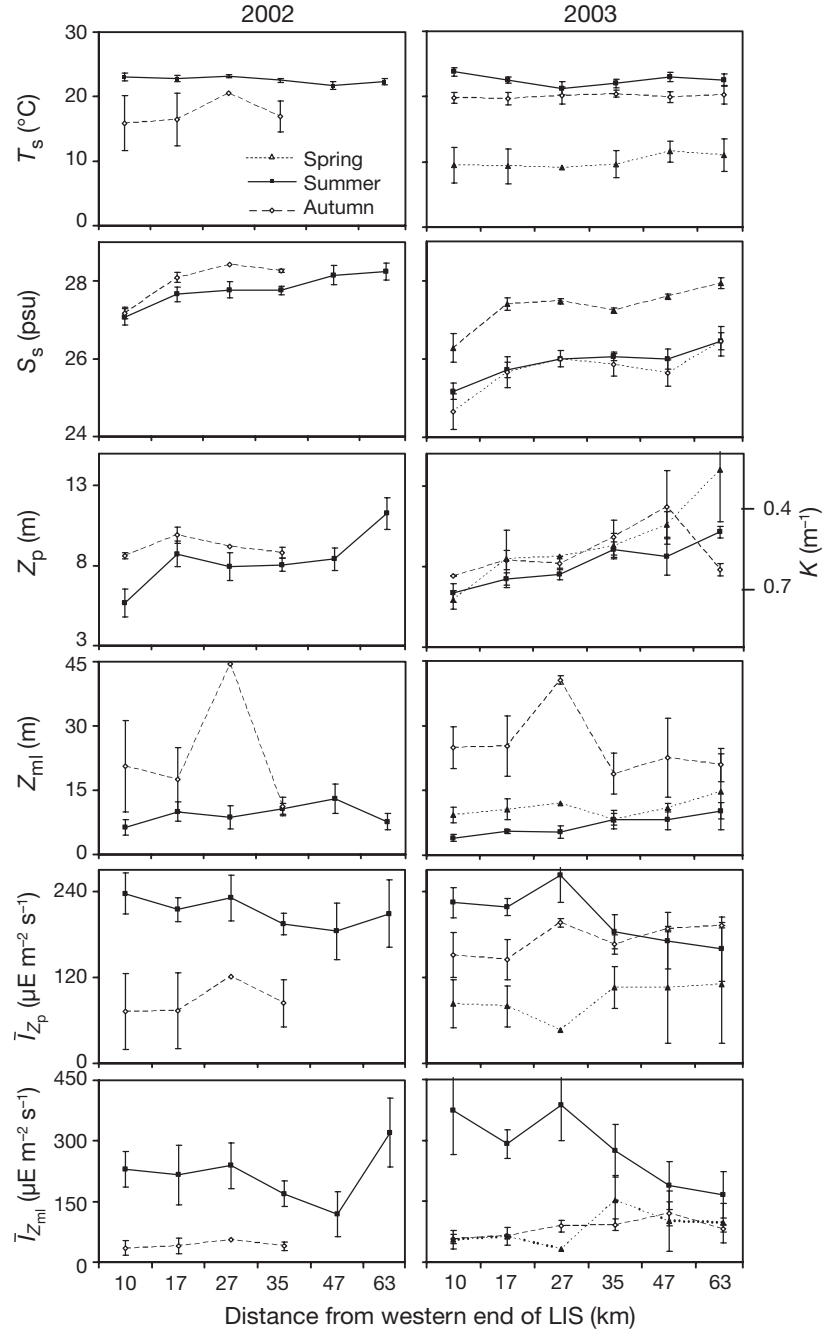 2002 2003
30
20
10
0
T_s (°C)
Spring
Summer
Autumn
28
26
24
S_s (psu)
13
8
3
Z_p (m)
0.4
0.7
K (m⁻¹)
45
30
15
0
Z_ml (m)
240
120
0
Ī_Zp (µE m⁻² s⁻¹)
450
300
150
0
Ī_Zml (µE m⁻² s⁻¹)
10 17 27 35 47 63 10 17 27 35 47 63
Distance from western end of LIS (km)